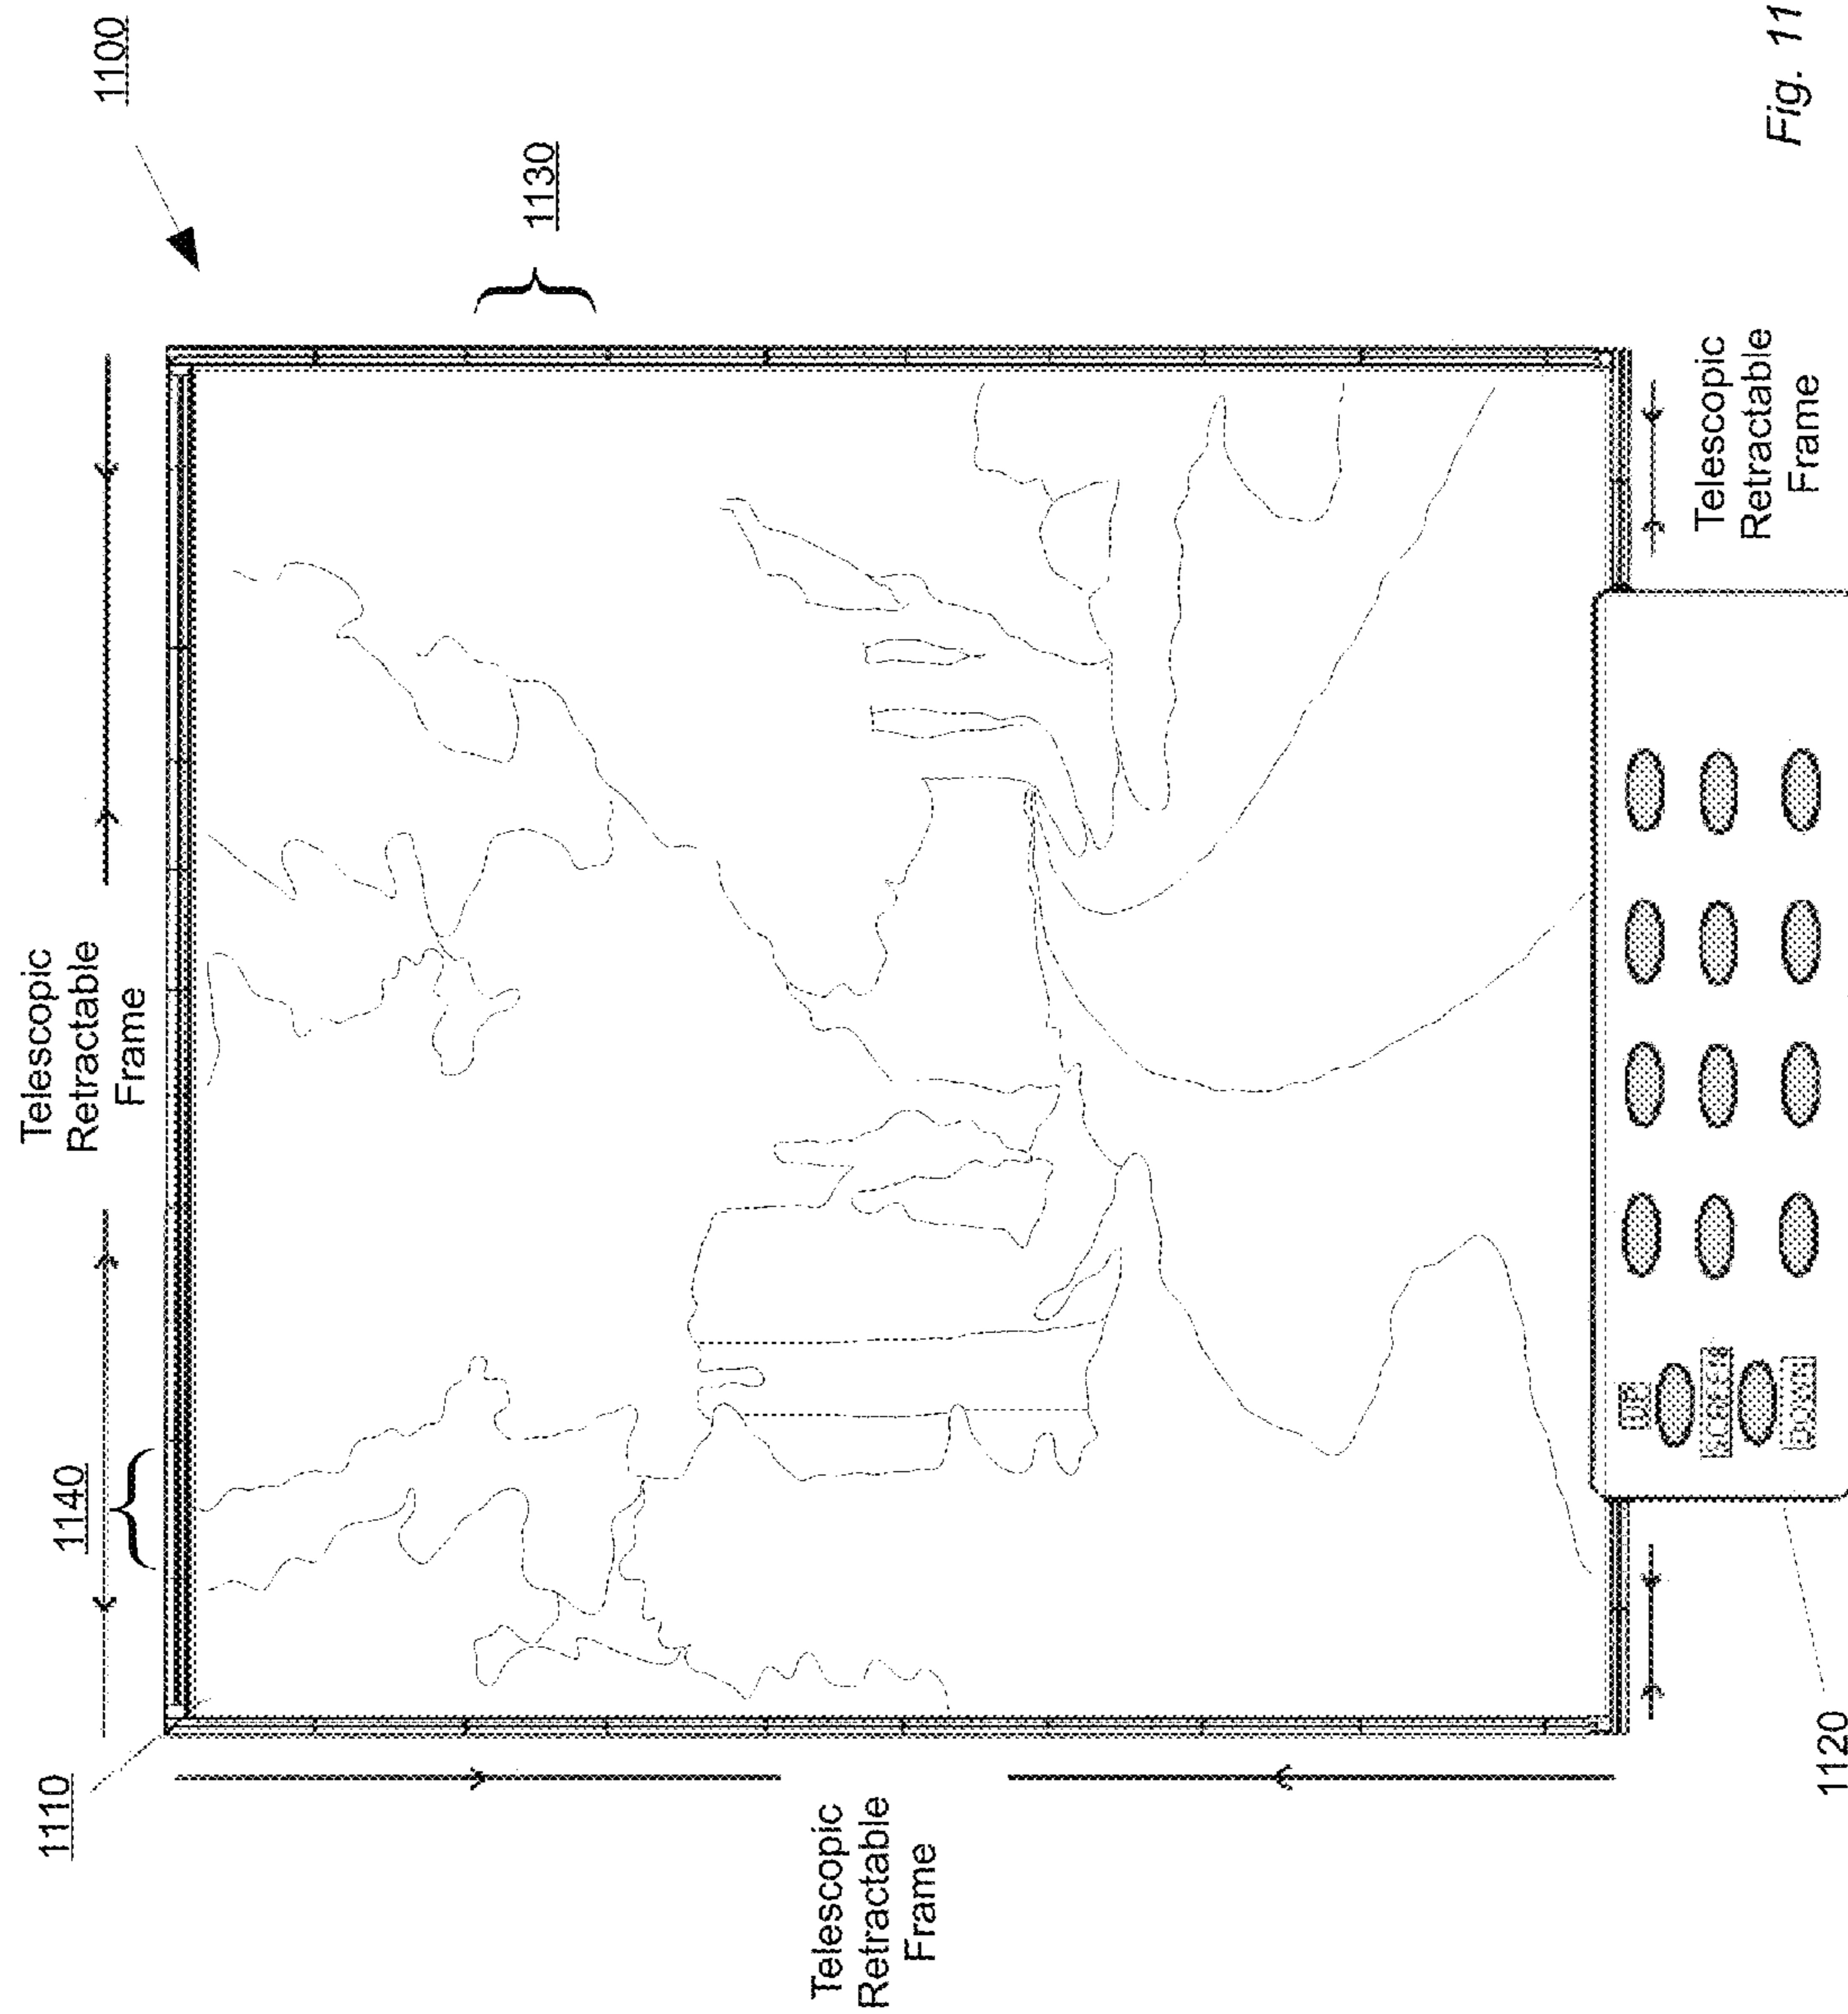 1100
1130
Telescopic
Retractable
Frame
1140
1110
Telescopic
Retractable
Frame
Telescopic
Retractable
Frame
UP
DOWN
1120
Fig. 11